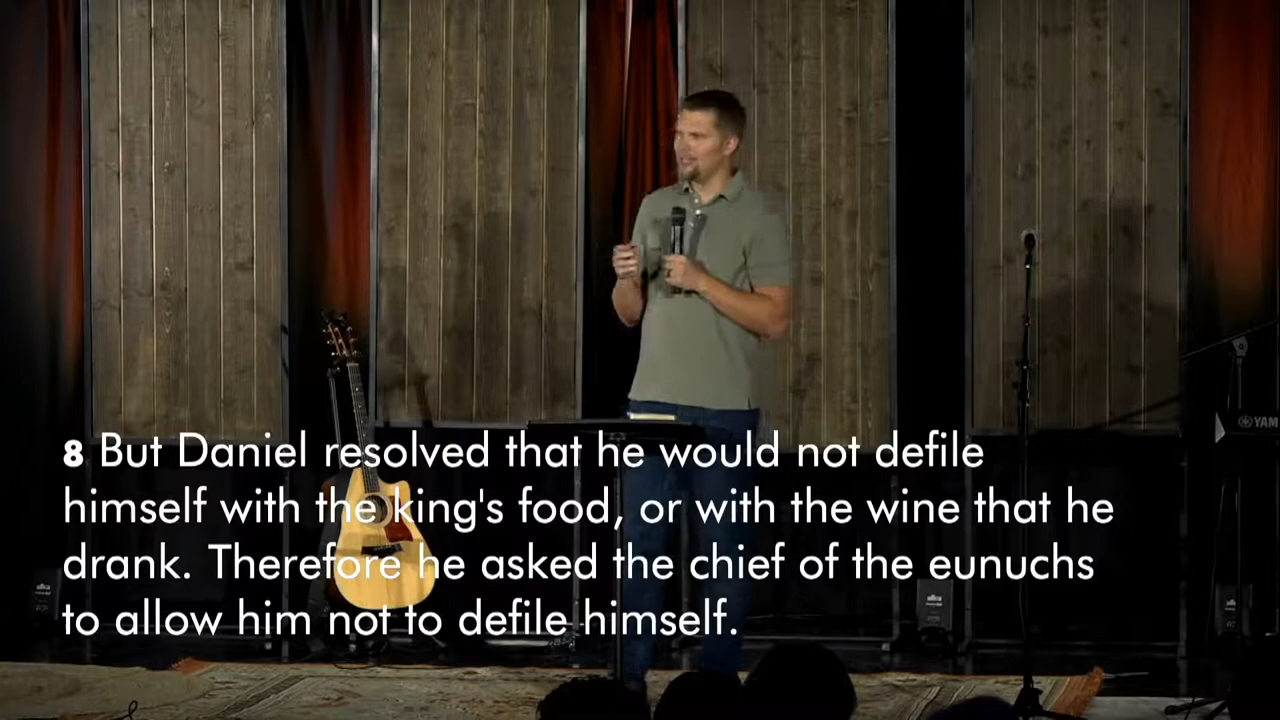 8 But Daniel resolved that he would not defile
himself with the king's food, or with the wine that he
drank. Therefore he asked the chief of the eunuchs
to allow him not to defile himself.
YAM